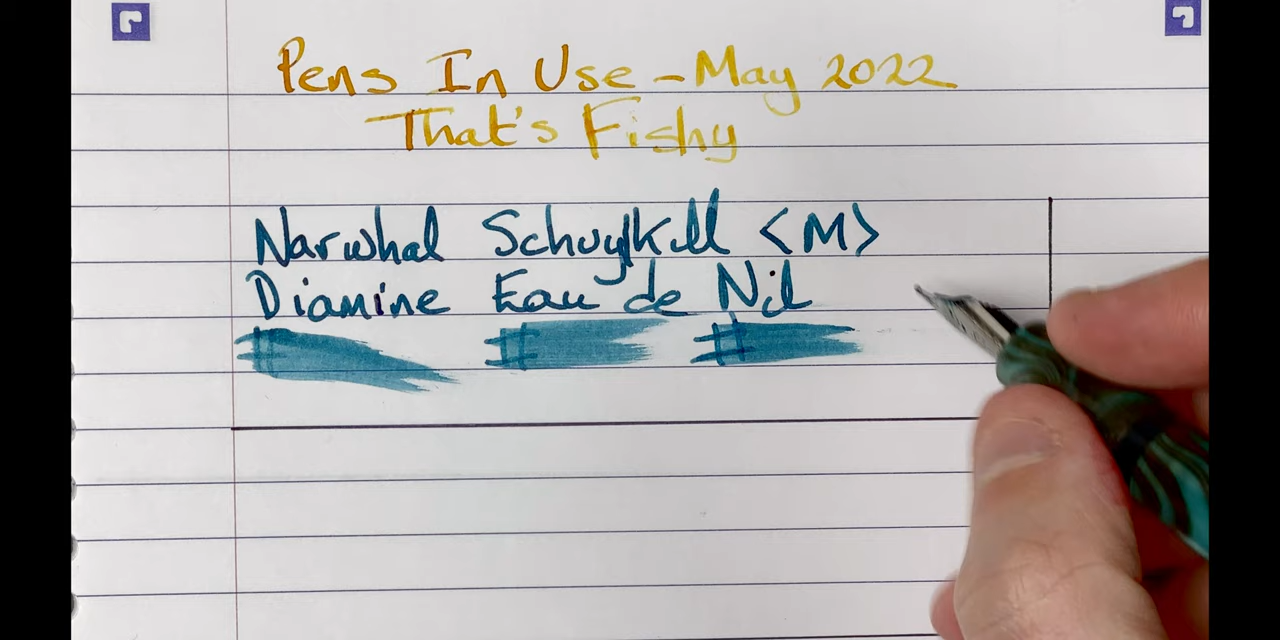 Pens In Use - May 2022
That's Fishy
Narwhal Schuylkill <M>
Diamine Eau de Nil